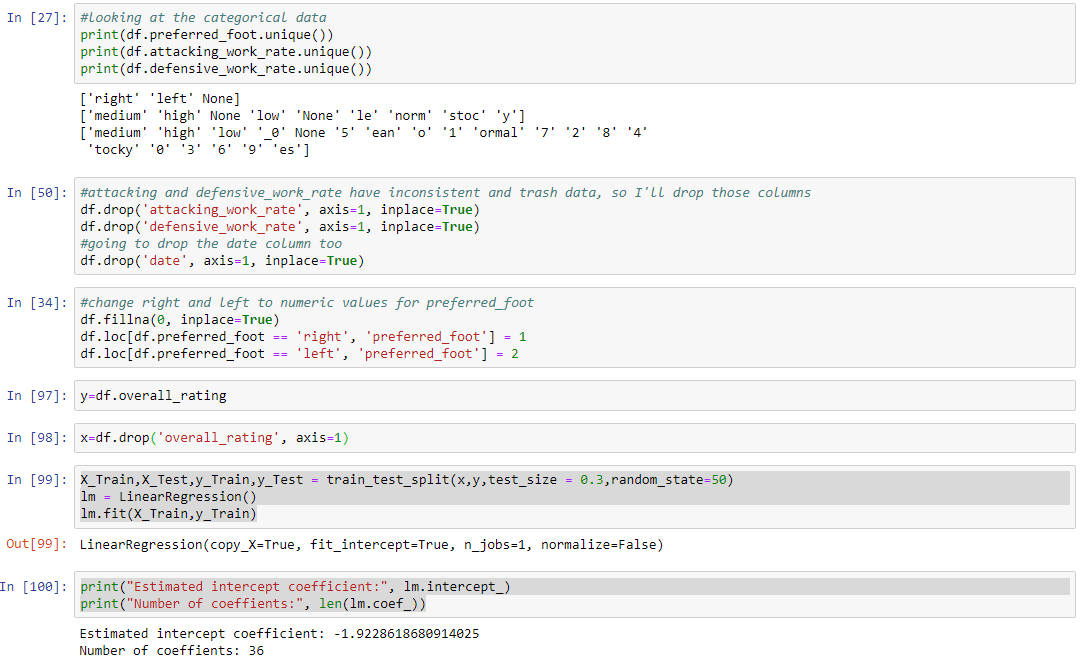 In [27]: #looking at the categorical data
print(df.preferred_foot.unique())
print(df.attacking_work_rate.unique())
print(df.defensive_work_rate.unique())
['right' 'left' None]
['medium' 'high' None 'low' 'None' 'le' 'norm' 'stoc' 'y']
['medium' 'high' 'low' '_0' None '5' 'ean' 'o' '1' 'ormal' '7' '2' '8' '4'
'tocky' '0' '3' '6' '9' 'es']
In [50]: #attacking and defensive_work_rate have inconsistent and trash data, so I'll drop those columns
df.drop('attacking_work_rate', axis=1, inplace=True)
df.drop('defensive_work_rate', axis=1, inplace=True)
#going to drop the date column too
df.drop('date', axis=1, inplace=True)
In [34]: #change right and left to numeric values for preferred_foot
df.fillna(0, inplace=True)
df.loc[df.preferred_foot == 'right', 'preferred_foot'] = 1
df.loc[df.preferred_foot == 'left', 'preferred_foot'] = 2
In [97]: y=df.overall_rating
In [98]: x=df.drop('overall_rating', axis=1)
In [99]: X_Train,X_Test,y_Train,y_Test = train_test_split(x,y,test_size = 0.3,random_state=50)
lm = LinearRegression()
lm.fit(X_Train,y_Train)
Out[99]: LinearRegression(copy_X=True, fit_intercept=True, n_jobs=1, normalize=False)
In [100]: print("Estimated intercept coefficient:", lm.intercept_)
print("Number of coeffients:", len(lm.coef_))
Estimated intercept coefficient: -1.9228618680914025
Number of coeffients: 36